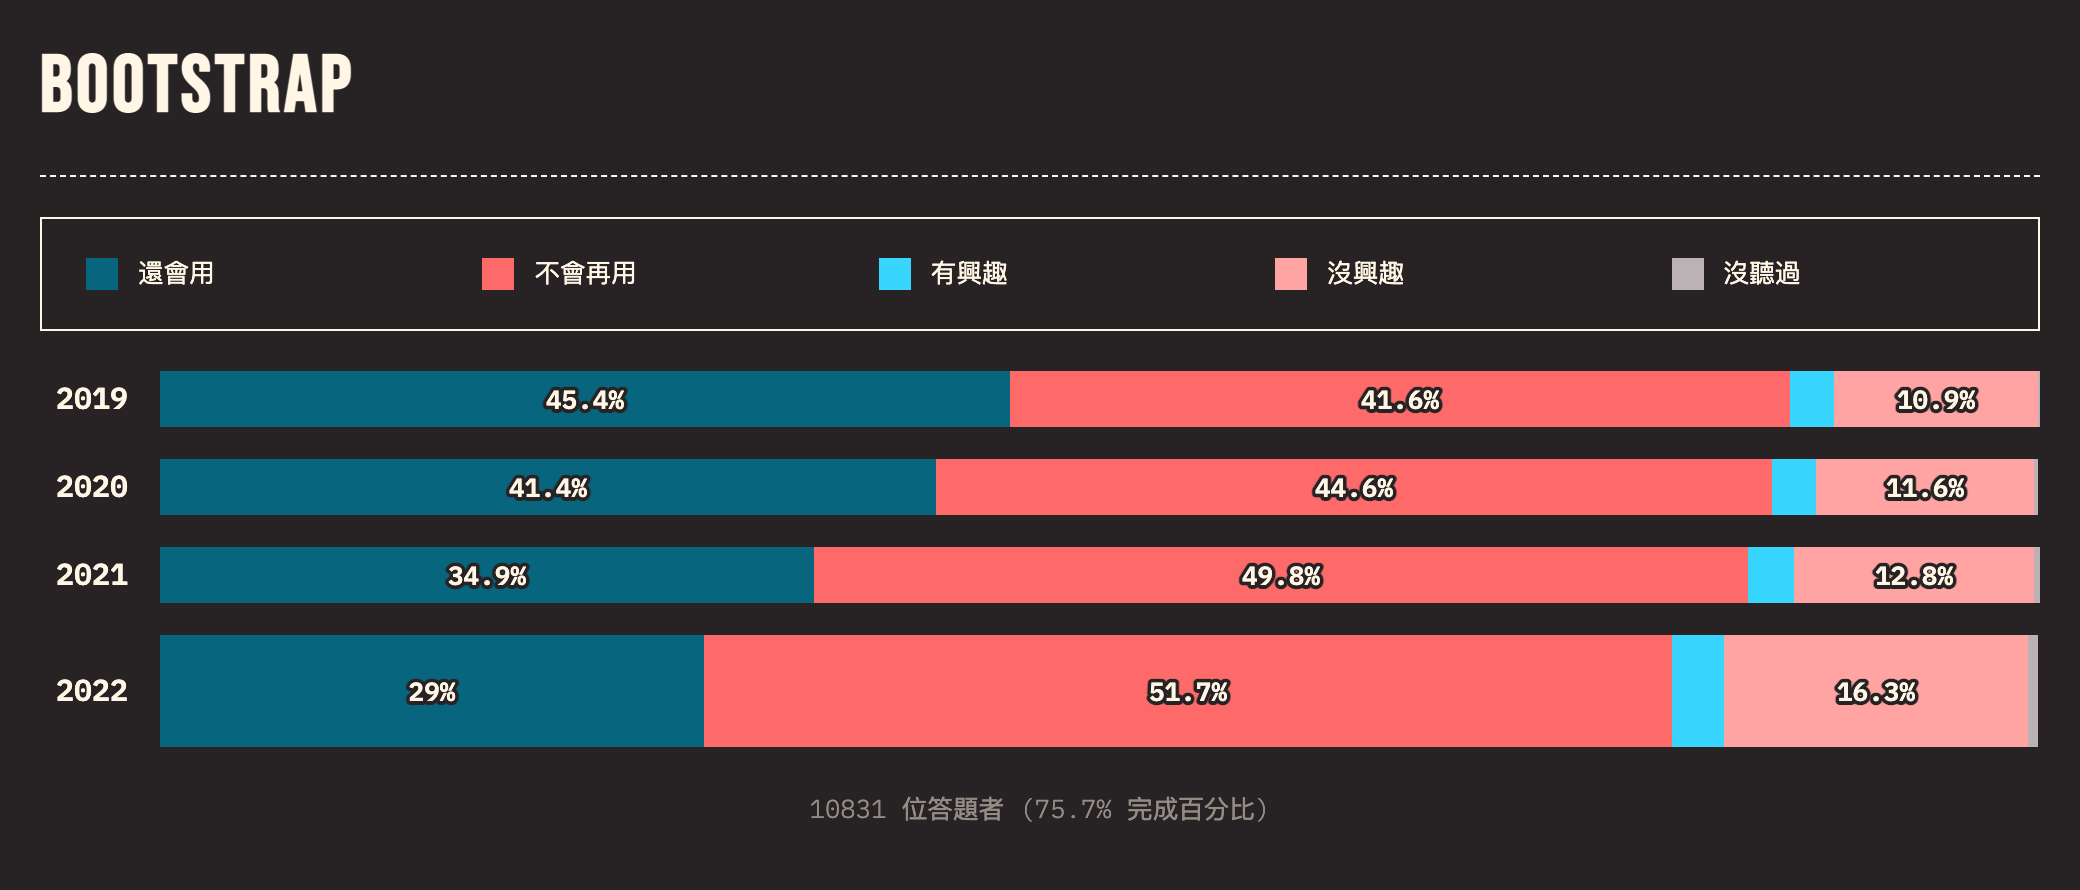 BOOTSTRAP
還會用 不會再用 有興趣 沒興趣 沒聽過
2019 45.4% 41.6% 10.9%
2020 41.4% 44.6% 11.6%
2021 34.9% 49.8% 12.8%
2022 29% 51.7% 16.3%
10831 位答題者 (75.7% 完成百分比)